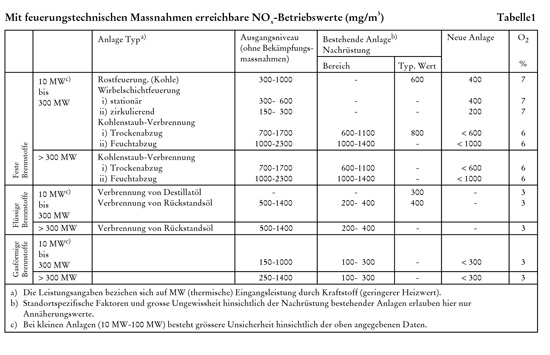 Mit feuerungstechnischen Massnahmen erreichbare NOx-Betriebswerte (mg/m³) Tabelle1
Anlage Typa) Ausgangsniveau Bestehende Anlageb) Neue Anlage O2
(ohne Bekämpfungs- Nachrüstung
massnahmen) Bereich Typ. Wert %
Feste Brennstoffe
10 MWc) Rostfeuerung. (Kohle) 300-1000 - 600 400 7
bis Wirbelschichtfeuerung
300 MW i) stationär 300- 600 - - 400 7
ii) zirkulierend 150- 300 - - 200 7
Kohlenstaub-Verbrennung
i) Trockenabzug 700-1700 600-1100 800 < 600 6
ii) Feuchtabzug 1000-2300 1000-1400 - < 1000 6
> 300 MW Kohlenstaub-Verbrennung
i) Trockenabzug 700-1700 600-1100 - < 600 6
ii) Feuchtabzug 1000-2300 1000-1400 - < 1000 6
Flüssige Brennstoffe
10 MWc) Verbrennung von Destillatöl - 300 - 3
bis Verbrennung von Rückstandsöl 500-1400 200- 400 400 - 3
300 MW
> 300 MW Verbrennung von Rückstandsöl 500-1400 200- 400 - - 3
Gasförmige Brennstoffe
10 MWc)
bis
300 MW 150-1000 100- 300 - < 300 3
> 300 MW 250-1400 100- 300 - < 300 3
a) Die Leistungsangaben beziehen sich auf MW (thermische) Eingangsleistung durch Kraftstoff (geringerer Heizwert).
b) Standortspezifische Faktoren und grosse Ungewissheit hinsichtlich der Nachrüstung bestehender Anlagen erlauben hier nur
Annäherungswerte.
c) Bei kleinen Anlagen (10 MW-100 MW) besteht grössere Unsicherheit hinsichtlich der oben angegebenen Daten.